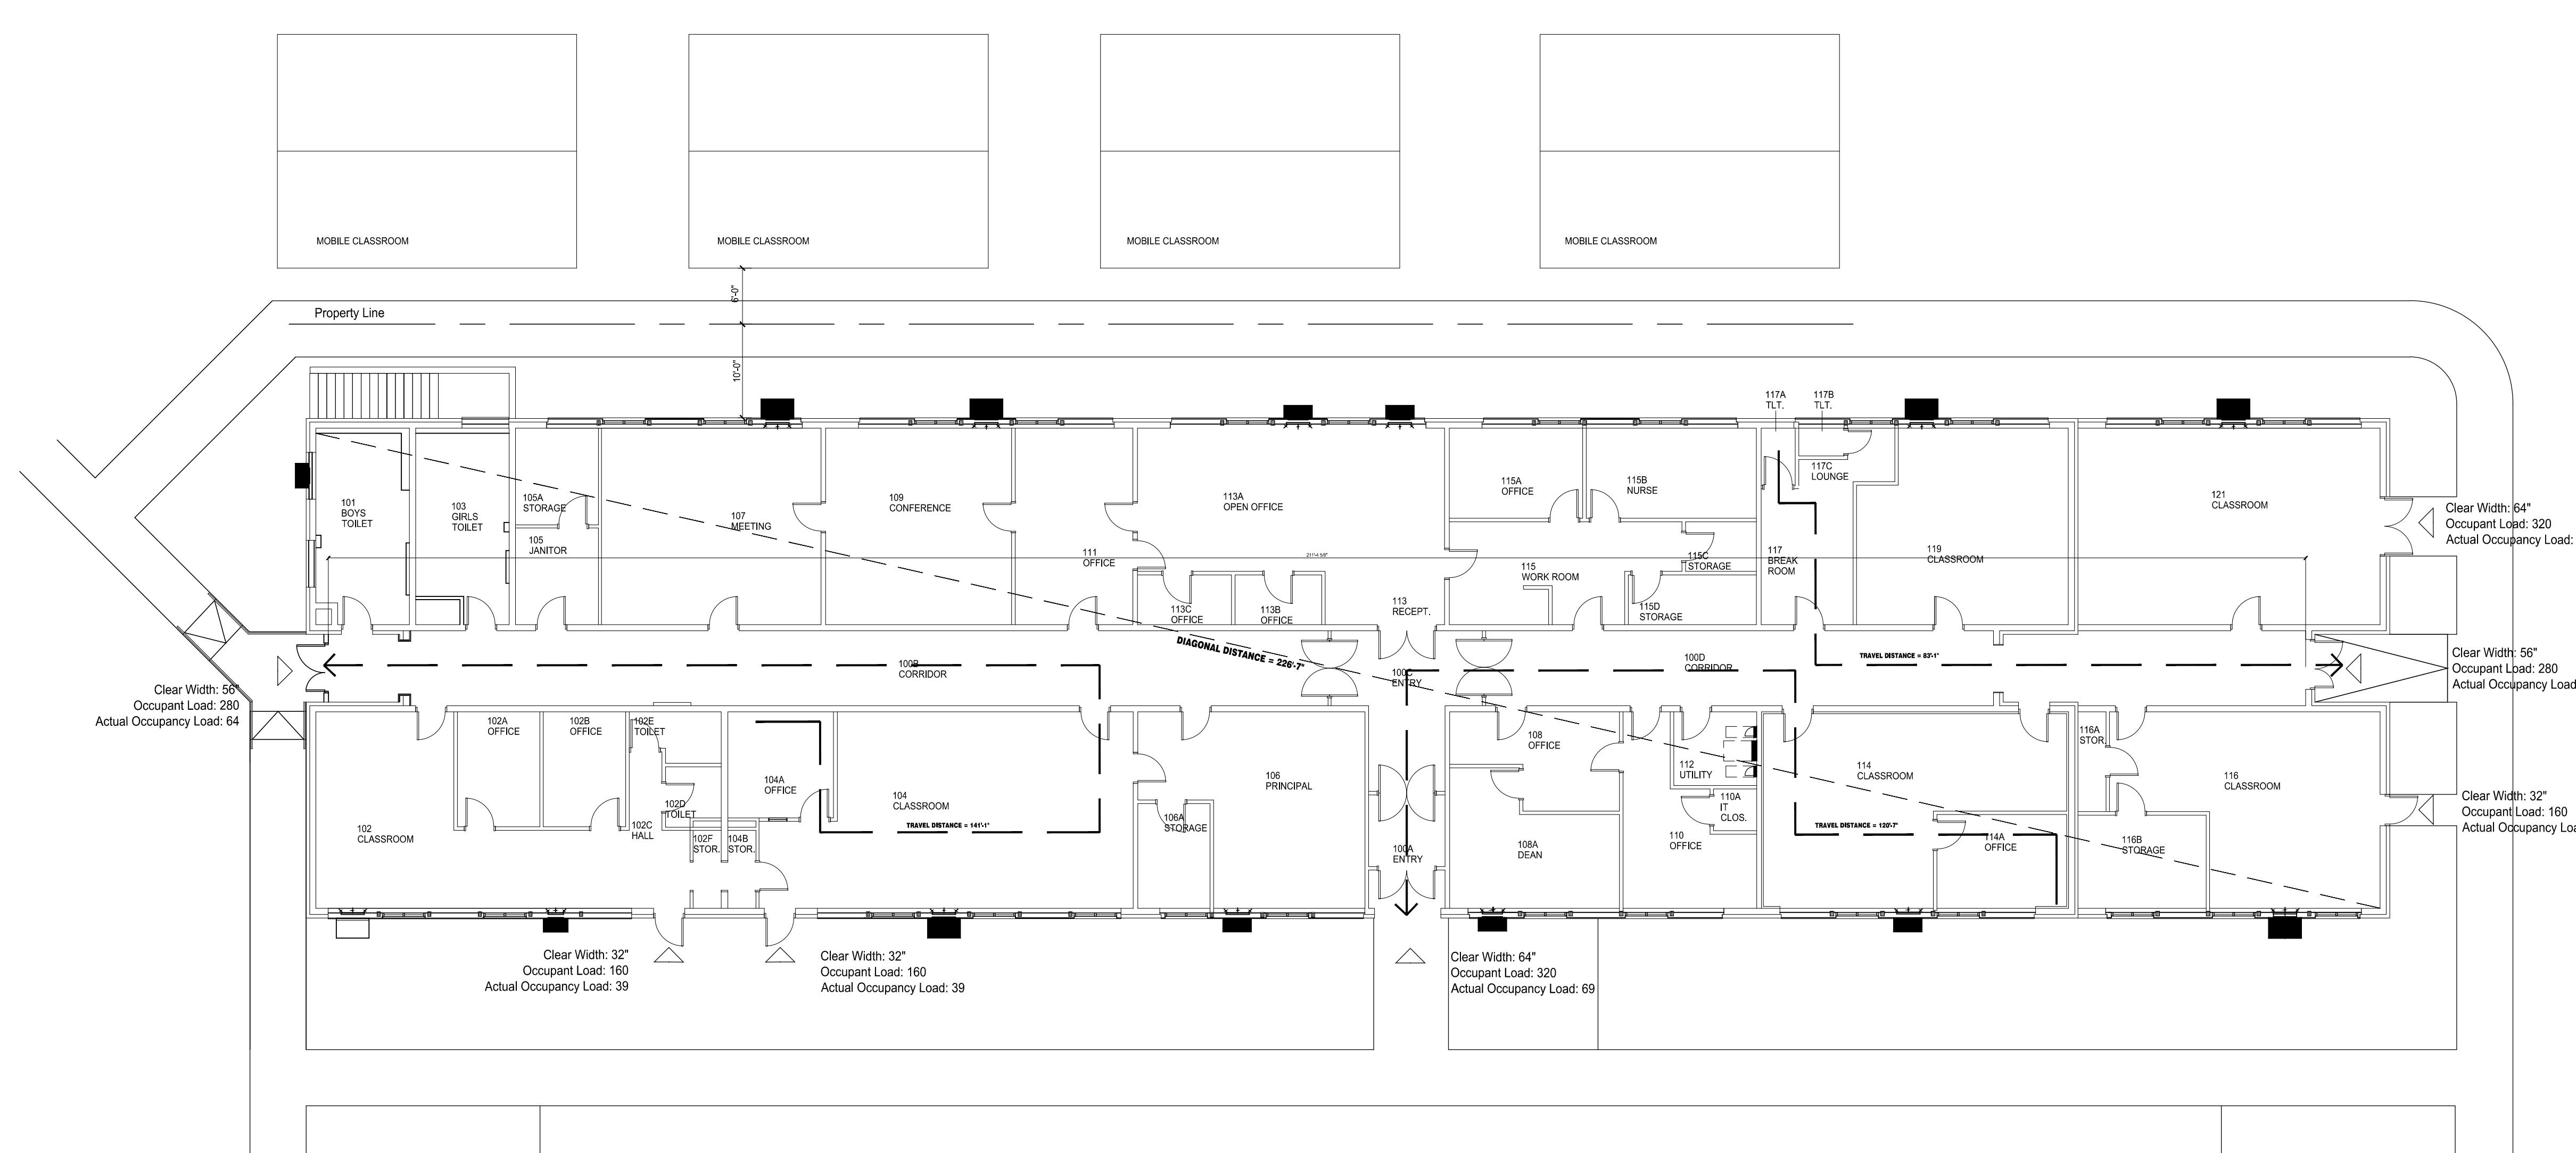 MOBILE CLASSROOM
MOBILE CLASSROOM
MOBILE CLASSROOM
MOBILE CLASSROOM
6'-0"
Property Line
10'-0"
117A
TLT.
117B
TLT.
101
BOYS
TOILET
103
GIRLS
TOILET
105A
STORAGE
105
JANITOR
107
MEETING
109
CONFERENCE
111
OFFICE
113A
OPEN OFFICE
113C
OFFICE
113B
OFFICE
113
RECEPT.
211'-4 5/8"
115A
OFFICE
115B
NURSE
115
WORK ROOM
115C
STORAGE
115D
STORAGE
117
BREAK
ROOM
117C
LOUNGE
119
CLASSROOM
121
CLASSROOM
Clear Width: 64"
Occupant Load: 320
Actual Occupancy Load:
DIAGONAL DISTANCE = 226'-7"
100B
CORRIDOR
100C
ENTRY
100D
CORRIDOR
TRAVEL DISTANCE = 83'-1"
Clear Width: 56"
Occupant Load: 280
Actual Occupancy Load
Clear Width: 56"
Occupant Load: 280
Actual Occupancy Load: 64
102A
OFFICE
102B
OFFICE
102E
TOILET
102D
TOILET
102C
HALL
102
CLASSROOM
102F
STOR.
104B
STOR.
104A
OFFICE
104
CLASSROOM
TRAVEL DISTANCE = 141'-1"
106
PRINCIPAL
106A
STORAGE
100A
ENTRY
108
OFFICE
108A
DEAN
112
UTILITY
110A
IT
CLOS.
110
OFFICE
114
CLASSROOM
TRAVEL DISTANCE = 120'-7"
114A
OFFICE
116A
STOR.
116
CLASSROOM
116B
STORAGE
Clear Width: 32"
Occupant Load: 160
Actual Occupancy Loa
Clear Width: 32"
Occupant Load: 160
Actual Occupancy Load: 39
Clear Width: 32"
Occupant Load: 160
Actual Occupancy Load: 39
Clear Width: 64"
Occupant Load: 320
Actual Occupancy Load: 69